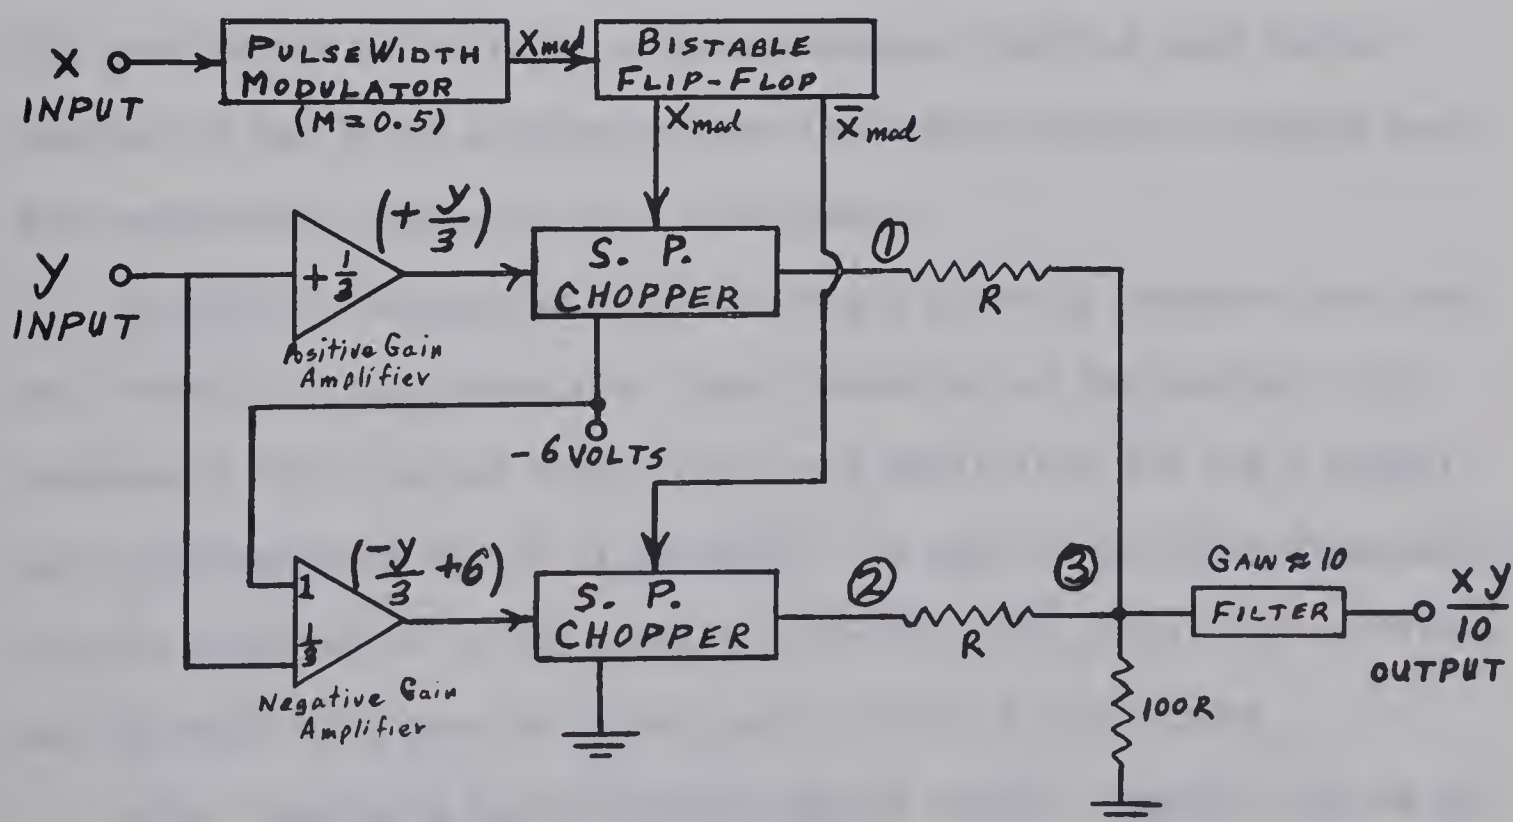 X
INPUT
PULSE WIDTH
MODULATOR
(M = 0.5)
Xmod
BISTABLE
FLIP-FLOP
Xmod
X̅mod
Y
INPUT
+ 1/3
(+ y/3)
Positive Gain
Amplifier
S. P.
CHOPPER
①
R
- 6 VOLTS
1
1/3
(-y/3 + 6)
Negative Gain
Amplifier
S. P.
CHOPPER
②
R
③
100R
GAIN ≈ 10
FILTER
XY/10
OUTPUT